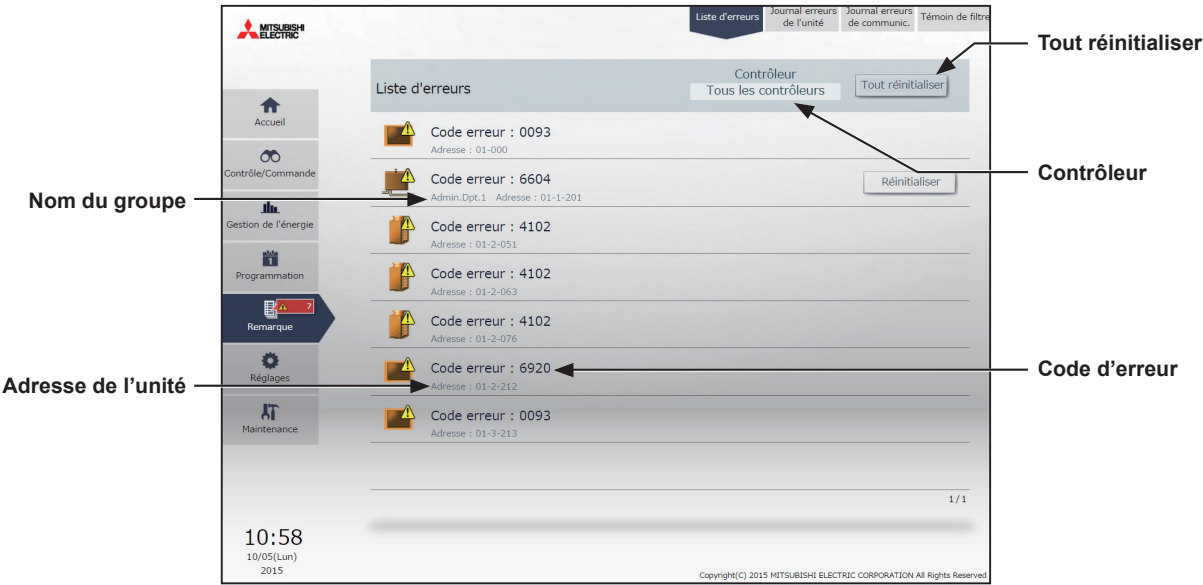 MITSUBISHI
ELECTRIC
Liste d'erreurs
Journal erreurs
de l'unité
Journal erreurs
de communic.
Témoin de filtre
Tout réinitialiser
Liste d'erreurs
Contrôleur
Tous les contrôleurs
Tout réinitialiser
Accueil
Code erreur : 0093
Adresse : 01-000
Contrôle/Commande
Contrôleur
Code erreur : 6604
Admin.Dpt.1 Adresse : 01-1-201
Réinitialiser
Nom du groupe
Gestion de l'énergie
Code erreur : 4102
Adresse : 01-2-051
1
Programmation
Code erreur : 4102
Adresse : 01-2-063
7
Remarque
Code erreur : 4102
Adresse : 01-2-076
Réglages
Code erreur : 6920
Adresse : 01-2-212
Code d'erreur
Adresse de l'unité
Maintenance
Code erreur : 0093
Adresse : 01-3-213
1/1
10:58
10/05(Lun)
2015
Copyright(C) 2015 MITSUBISHI ELECTRIC CORPORATION All Rights Reserved